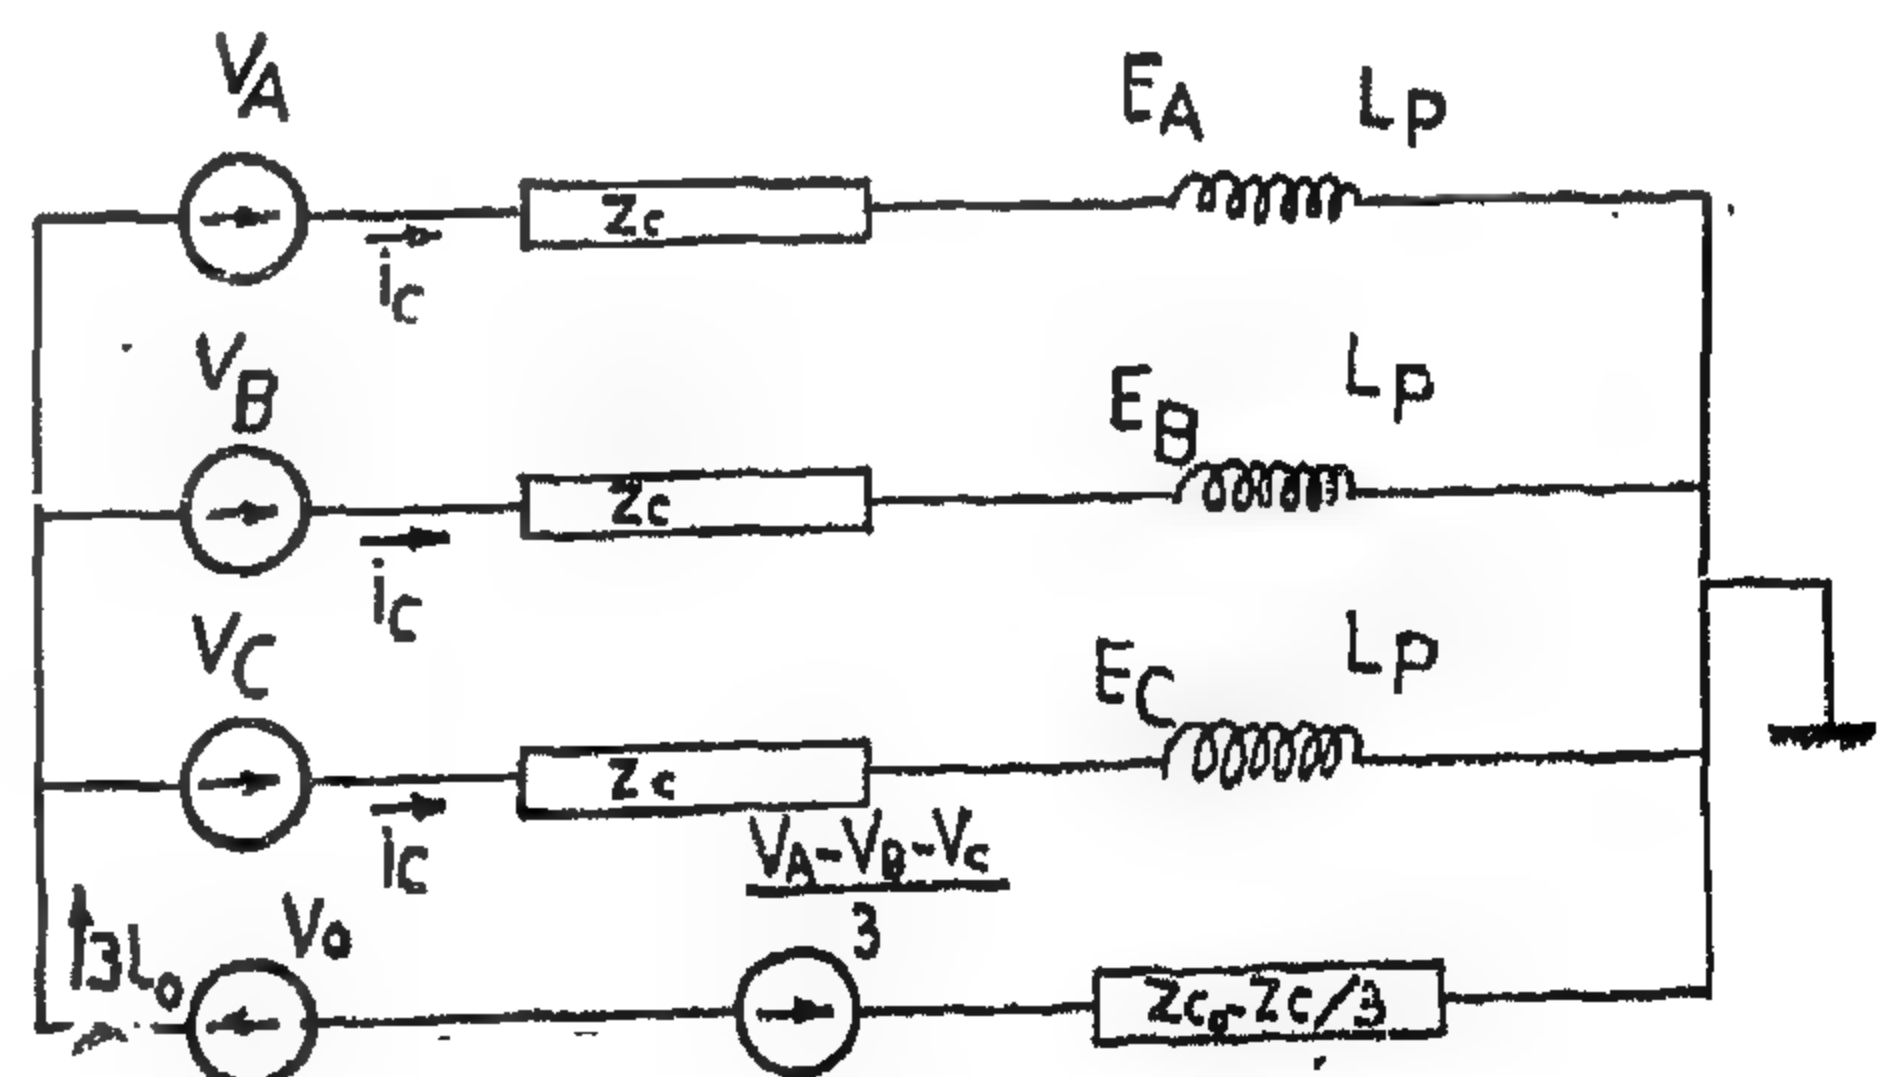 VA EA Lp
Zc
ic
VB EB Lp
Zc
ic
VC EC Lp
Zc
ic
VA-VB-Vc
3
3Lo Vo
Zco-Zc/3